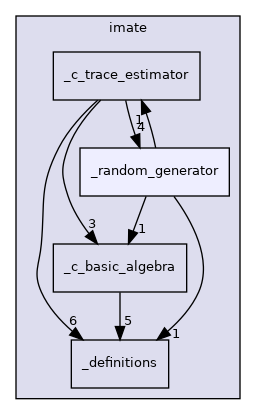 imate
_c_trace_estimator
1
4
_random_generator
3
1
_c_basic_algebra
6
5
1
_definitions